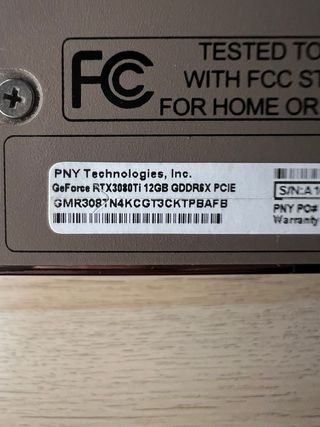 FC
TESTED TO
WITH FCC ST
FOR HOME OR
PNY Technologies, Inc.
GeForce RTX3080Ti 12GB GDDR6X PCIE
GMR308TN4KCGT3CKTPBAFB
S/N:A1
PNY PC#
Warranty